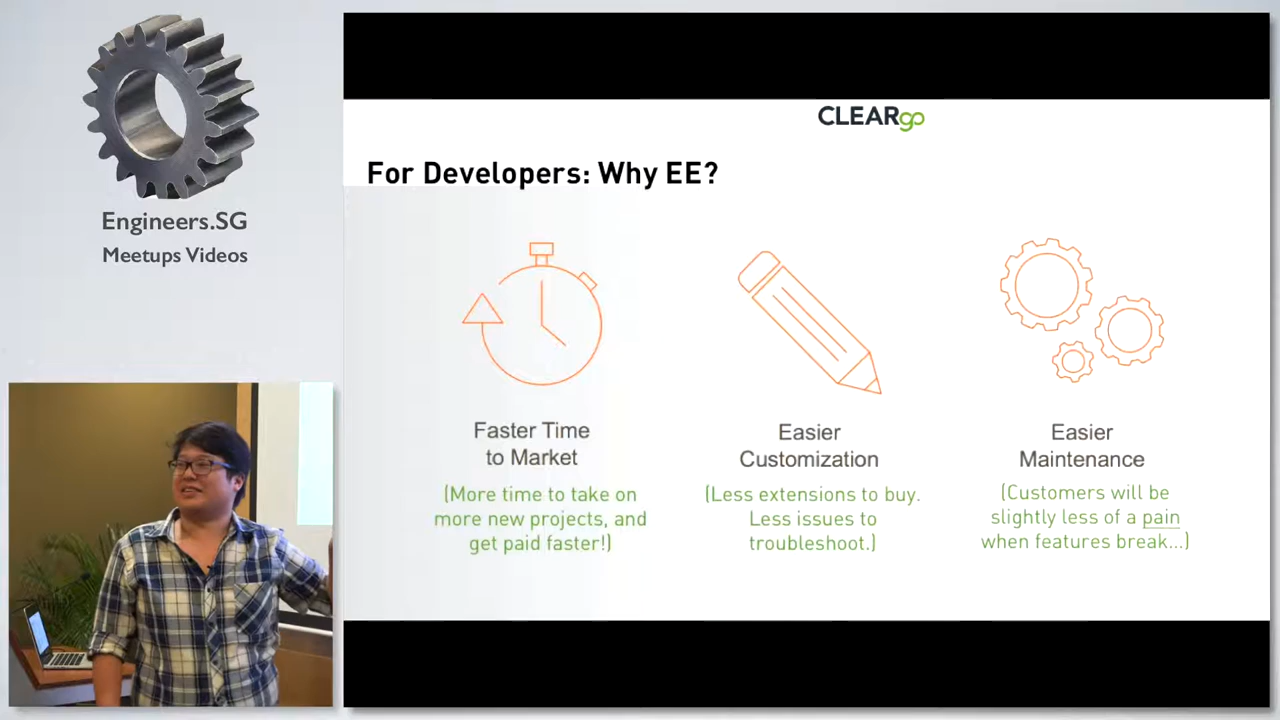 Engineers.SG
Meetups Videos
CLEARgo
For Developers: Why EE?
Faster Time
to Market
(More time to take on
more new projects, and
get paid faster!)
Easier
Customization
(Less extensions to buy.
Less issues to
troubleshoot.)
Easier
Maintenance
(Customers will be
slightly less of a pain
when features break...)